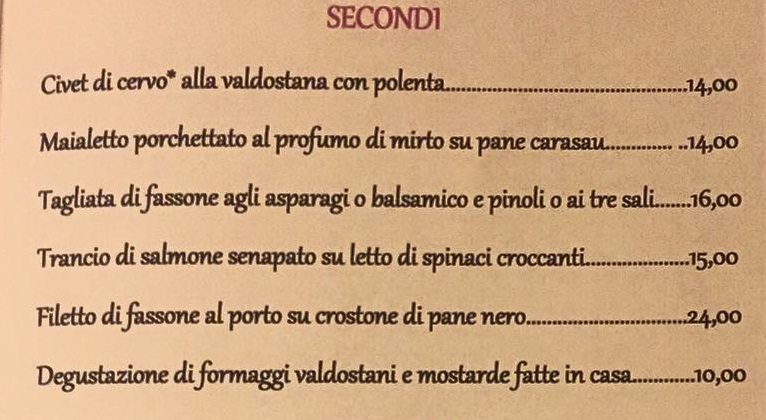 SECONDI
Civet di cervo* alla valdostana con polenta................................................14,00
Maialetto porchettato al profumo di mirto su pane carasau............. ..14,00
Tagliata di fassone agli asparagi o balsamico e pinoli o ai tre sali.......16,00
Trancio di salmone senapato su letto di spinaci croccanti.....................15,00
Filetto di fassone al porto su crostone di pane nero................................24,00
Degustazione di formaggi valdostani e mostarde fatte in casa............10,00